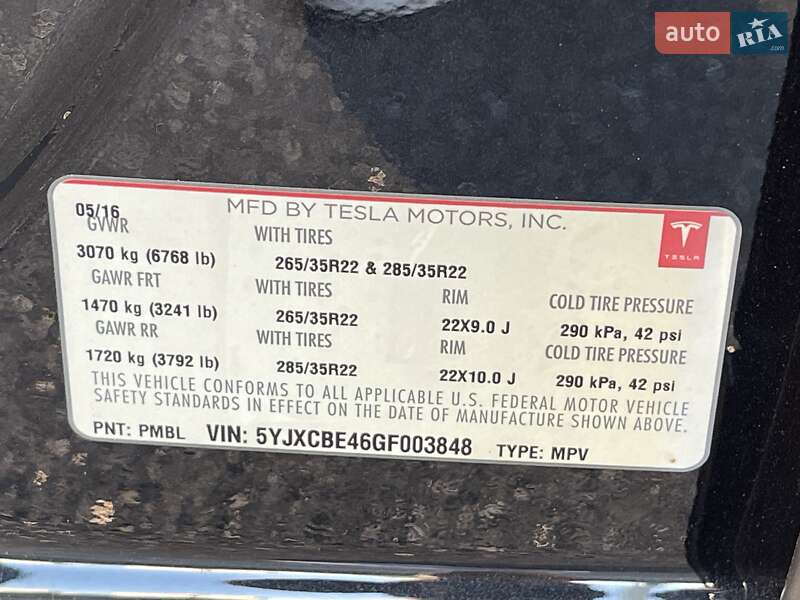 auto RIA .com
05/16 MFD BY TESLA MOTORS, INC.
GVWR WITH TIRES
TESLA
3070 kg (6768 lb) 265/35R22 & 285/35R22
GAWR FRT WITH TIRES RIM COLD TIRE PRESSURE
1470 kg (3241 lb) 265/35R22 22X9.0 J 290 kPa, 42 psi
GAWR RR WITH TIRES RIM COLD TIRE PRESSURE
1720 kg (3792 lb) 285/35R22 22X10.0 J 290 kPa, 42 psi
THIS VEHICLE CONFORMS TO ALL APPLICABLE U.S. FEDERAL MOTOR VEHICLE
SAFETY STANDARDS IN EFFECT ON THE DATE OF MANUFACTURE SHOWN ABOVE.
PNT: PMBL VIN: 5YJXCBE46GF003848 TYPE: MPV